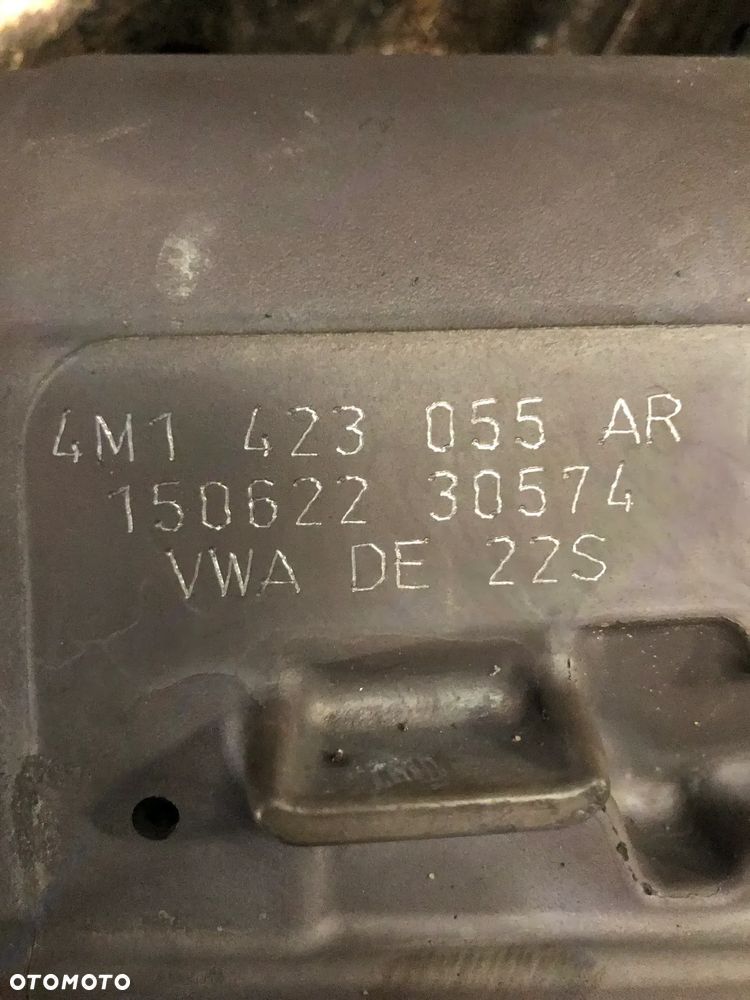 4M1 423 055 AR
150622 30574
VWA DE 22S
OTOMOTO